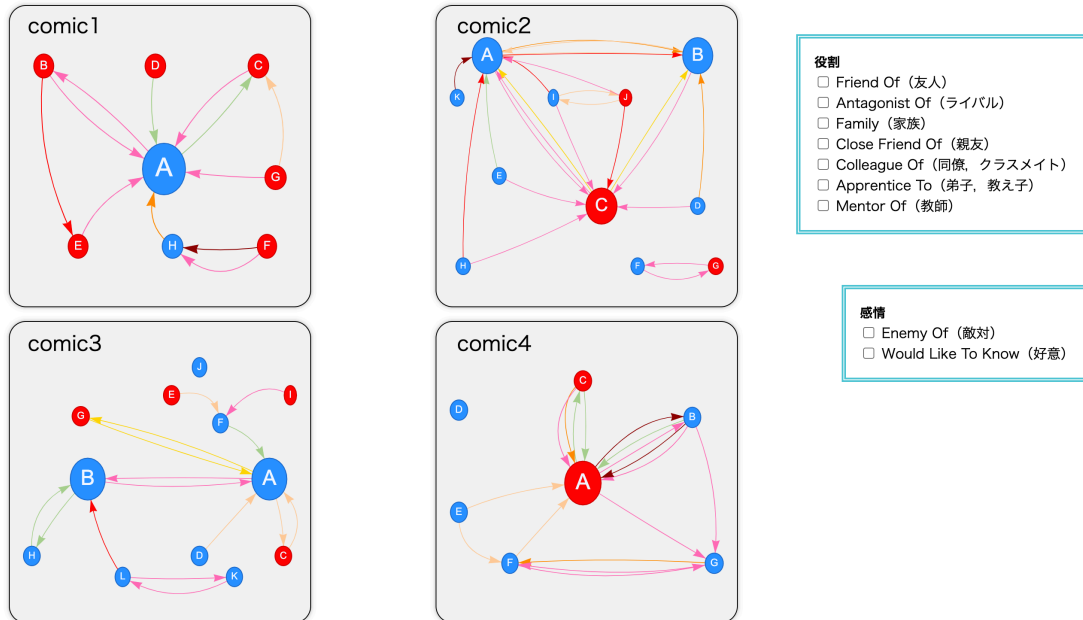 comic1
B
D
C
A
G
E
H
F
comic2
A
B
K
I
J
E
C
D
H
F
G
役割
Friend Of（友人）
Antagonist Of（ライバル）
Family（家族）
Close Friend Of（親友）
Colleague Of（同僚，クラスメイト）
Apprentice To（弟子，教え子）
Mentor Of（教師）
感情
Enemy Of（敵対）
Would Like To Know（好意）
comic3
J
E
I
G
F
B
A
H
D
C
L
K
comic4
C
D
B
A
E
F
G